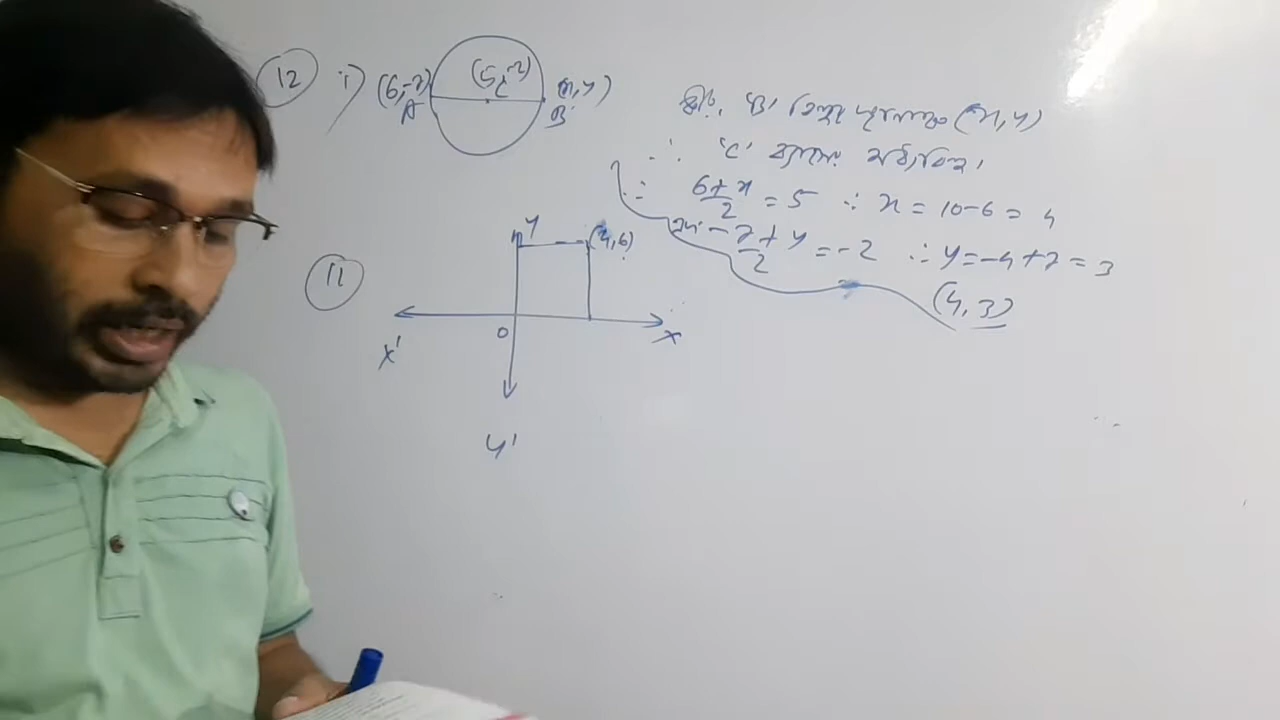 12 i) (6,-7) (5,-2) (x,y)
A C B
ধরি, 'B' বিন্দুর স্থানাঙ্ক (x,y)
∴ 'C' ব্যাসের মধ্যবিন্দু।
∴ 6+x/2 = 5 ∴ x = 10-6 = 4
-7+y/2 = -2 ∴ y = -4+7 = 3
(4,3)
11
y
(4,6)
O
x' x
y'